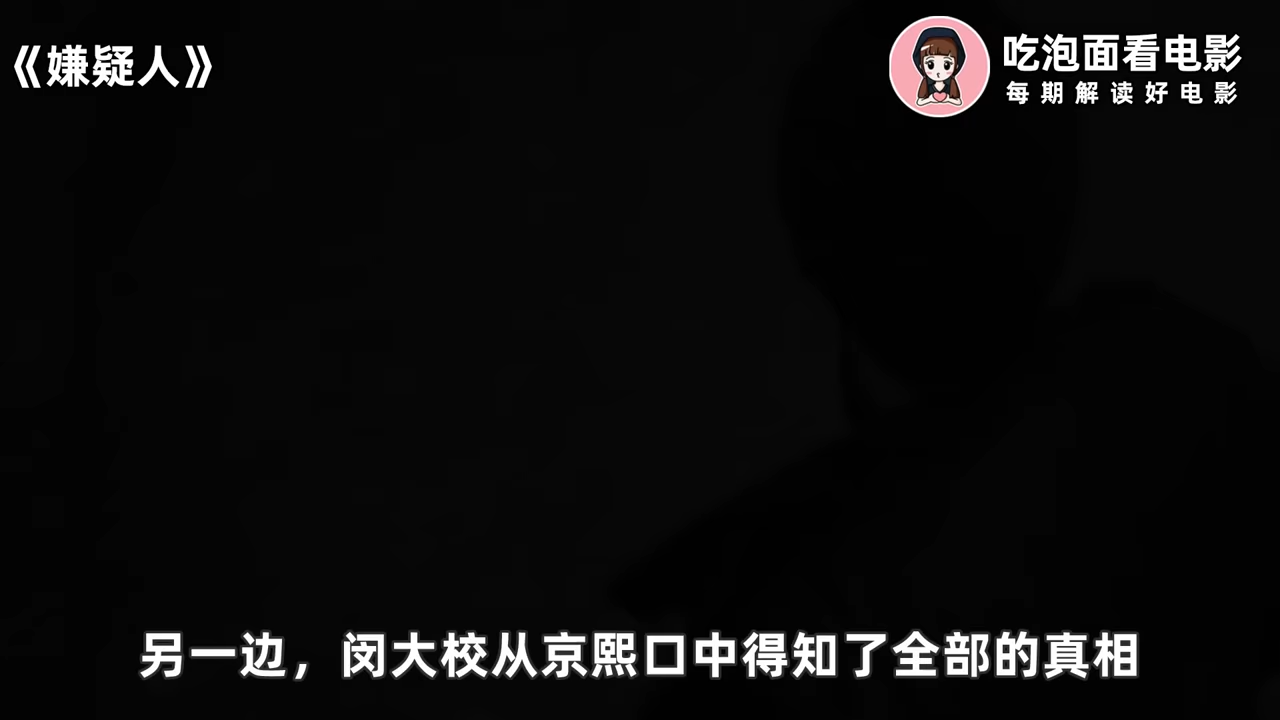 《嫌疑人》
吃泡面看电影
每期解读好电影
另一边，闵大校从京熙口中得知了全部的真相